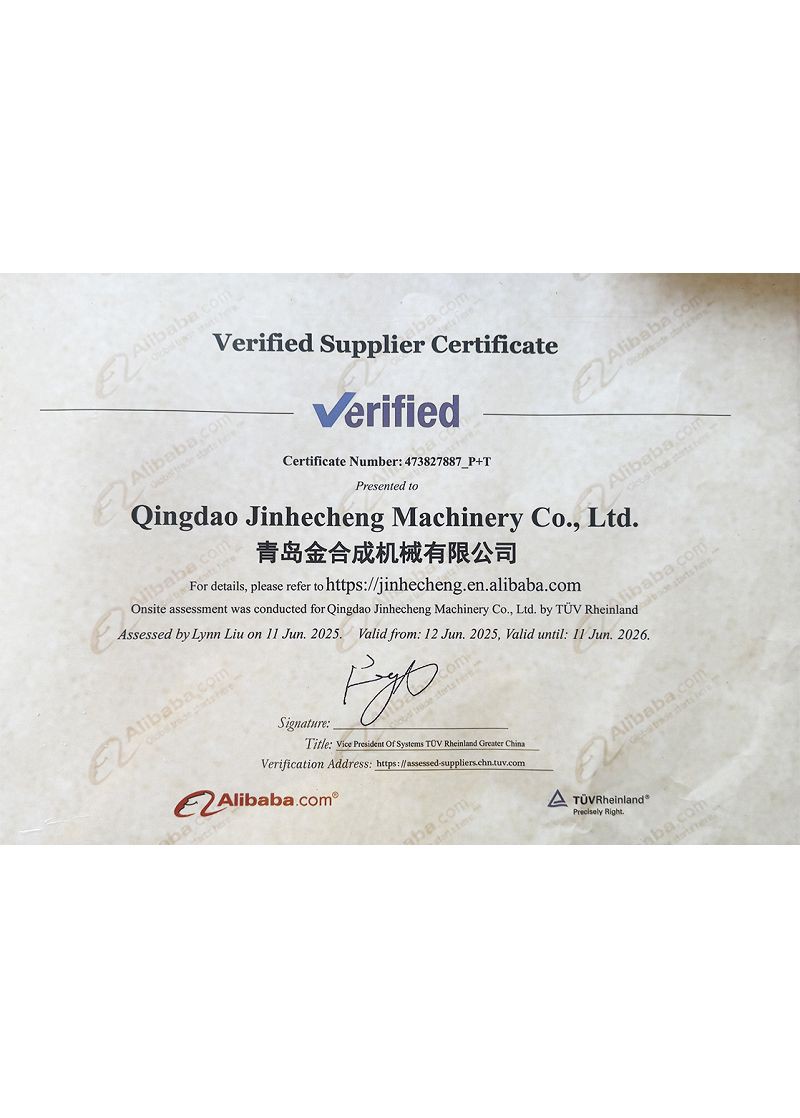 Verified Supplier Certificate
Verified
Certificate Number: 473827887_P+T
Presented to
Qingdao Jinhecheng Machinery Co., Ltd.
青岛金合成机械有限公司
For details, please refer to https://jinhecheng.en.alibaba.com
Onsite assessment was conducted for Qingdao Jinhecheng Machinery Co., Ltd. by TÜV Rheinland
Assessed by Lynn Liu on 11 Jun. 2025. Valid from: 12 Jun. 2025, Valid until: 11 Jun. 2026.
Signature:
Title: Vice President Of Systems TÜV Rheinland Greater China
Verification Address: https://assessed-suppliers.chn.tuv.com
Alibaba.com®
TÜVRheinland®
Precisely Right.